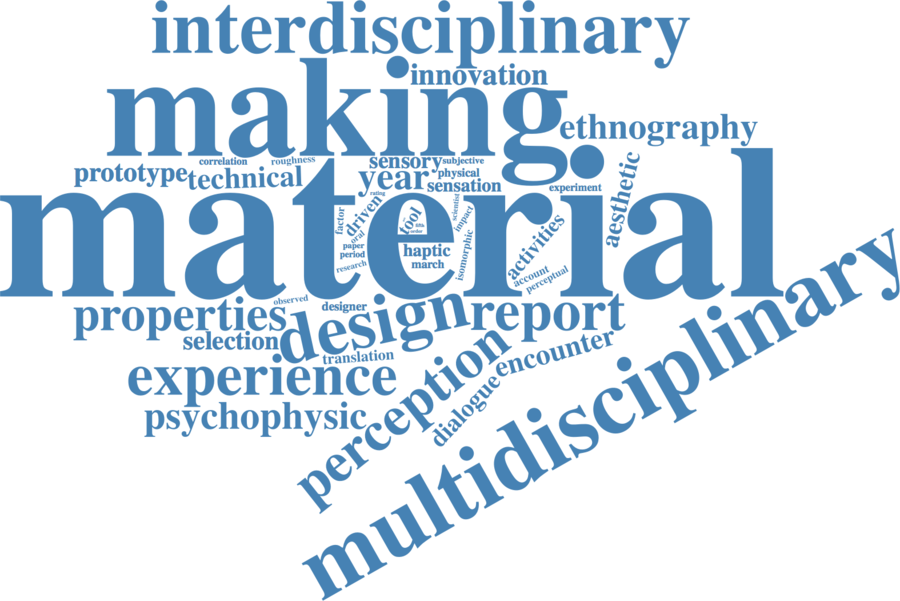 interdisciplinary
innovation
making
ethnography
correlation
roughness
sensory
subjective
prototype
technical
year
physical
sensation
experiment
aesthetic
material
rating
driven
factor
oral
paper
period
research
tool
order
haptic
march
scientist
impact
isomorphic
activities
account
perceptual
observed
designer
properties
design
report
selection
translation
encounter
experience
perception
dialogue
psychophysic
multidisciplinary